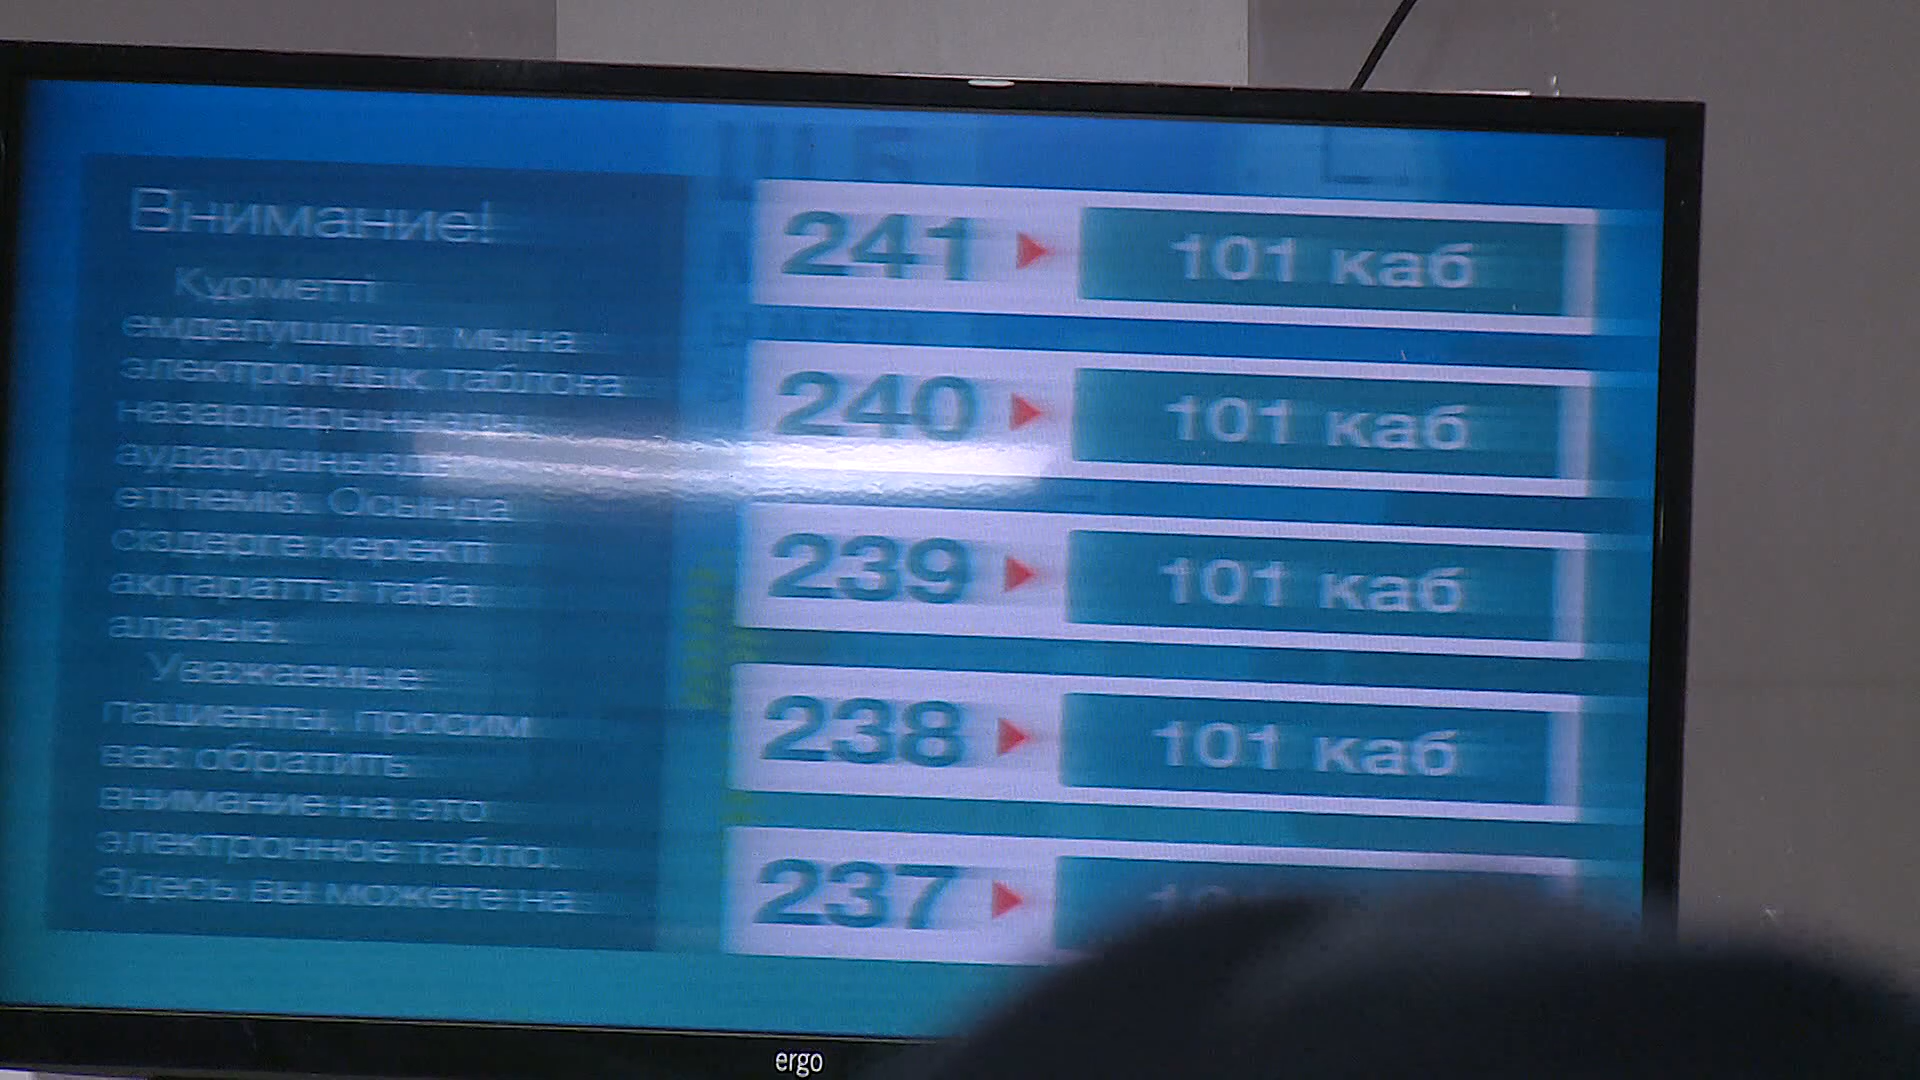 Внимание!
Құрметті
емделушілер, мына
электрондық таблоға
назарларыңызды
аударуыңызды
өтінеміз. Осында
сіздерге керекті
ақпаратты таба
аласыз.
Уважаемые
пациенты, просим
вас обратить
внимание на это
электронное табло.
Здесь вы можете на
241 101 каб
240 101 каб
239 101 каб
238 101 каб
237
ergo